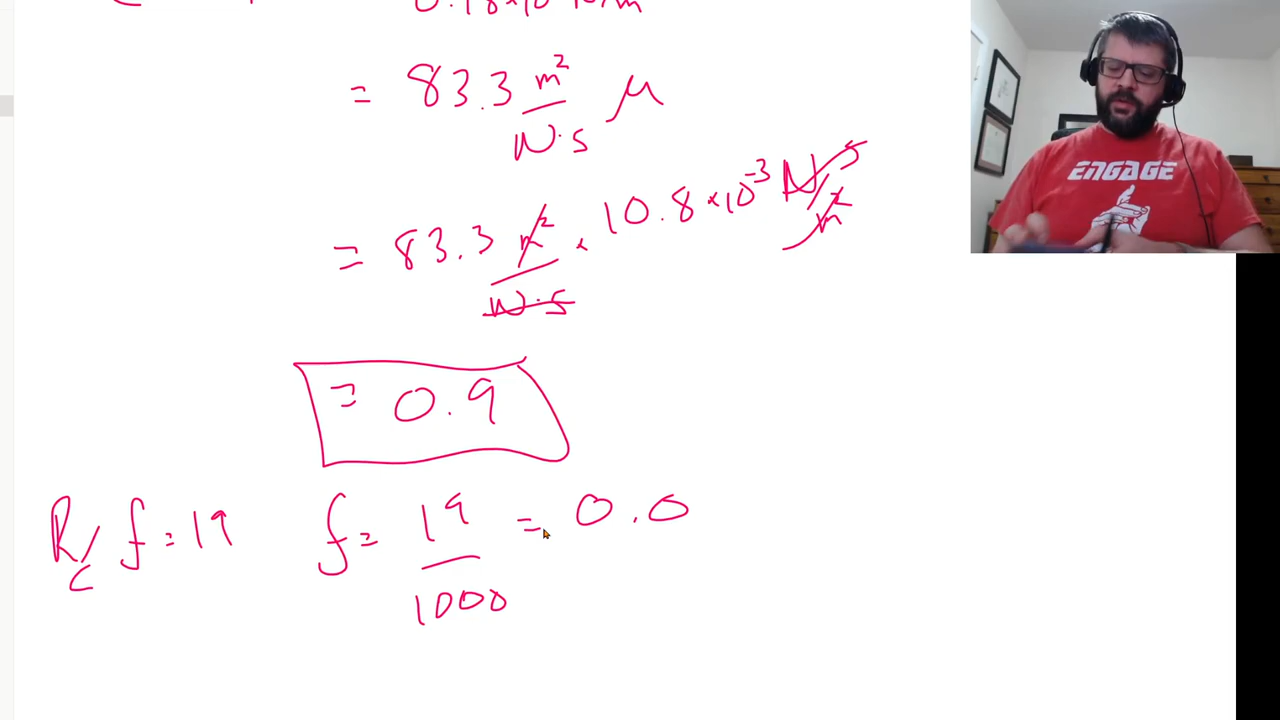 = 83.3 m² / N·s μ
= 83.3 m² / N·s × 10.8 × 10⁻³ N·s / m²
= 0.9
R/c f = 19 f = 19 / 1000 = 0.0
ENGAGE